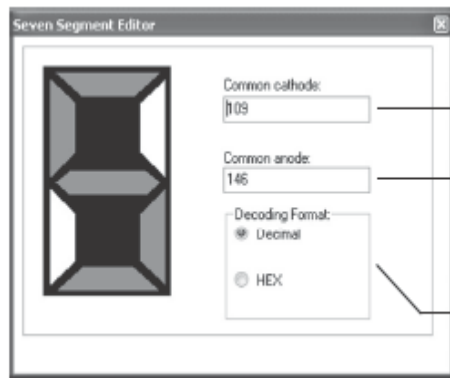 Seven Segment Editor
Common cathode:
109
Common anode:
146
Decoding Format:
Decimal
HEX